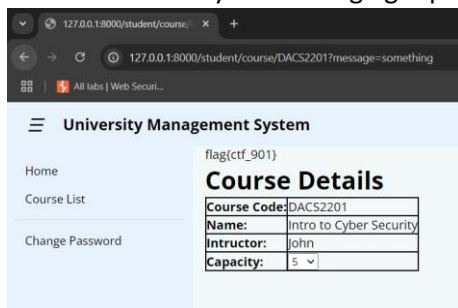 127.0.0.1:8000/student/course/
127.0.0.1:8000/student/course/DACS2201?message=something
All labs | Web Securi...
University Management System
Home
Course List
Change Password
flag{ctf_901}
Course Details
Course Code: DACS2201
Name: Intro to Cyber Security
Intructor: John
Capacity: 5